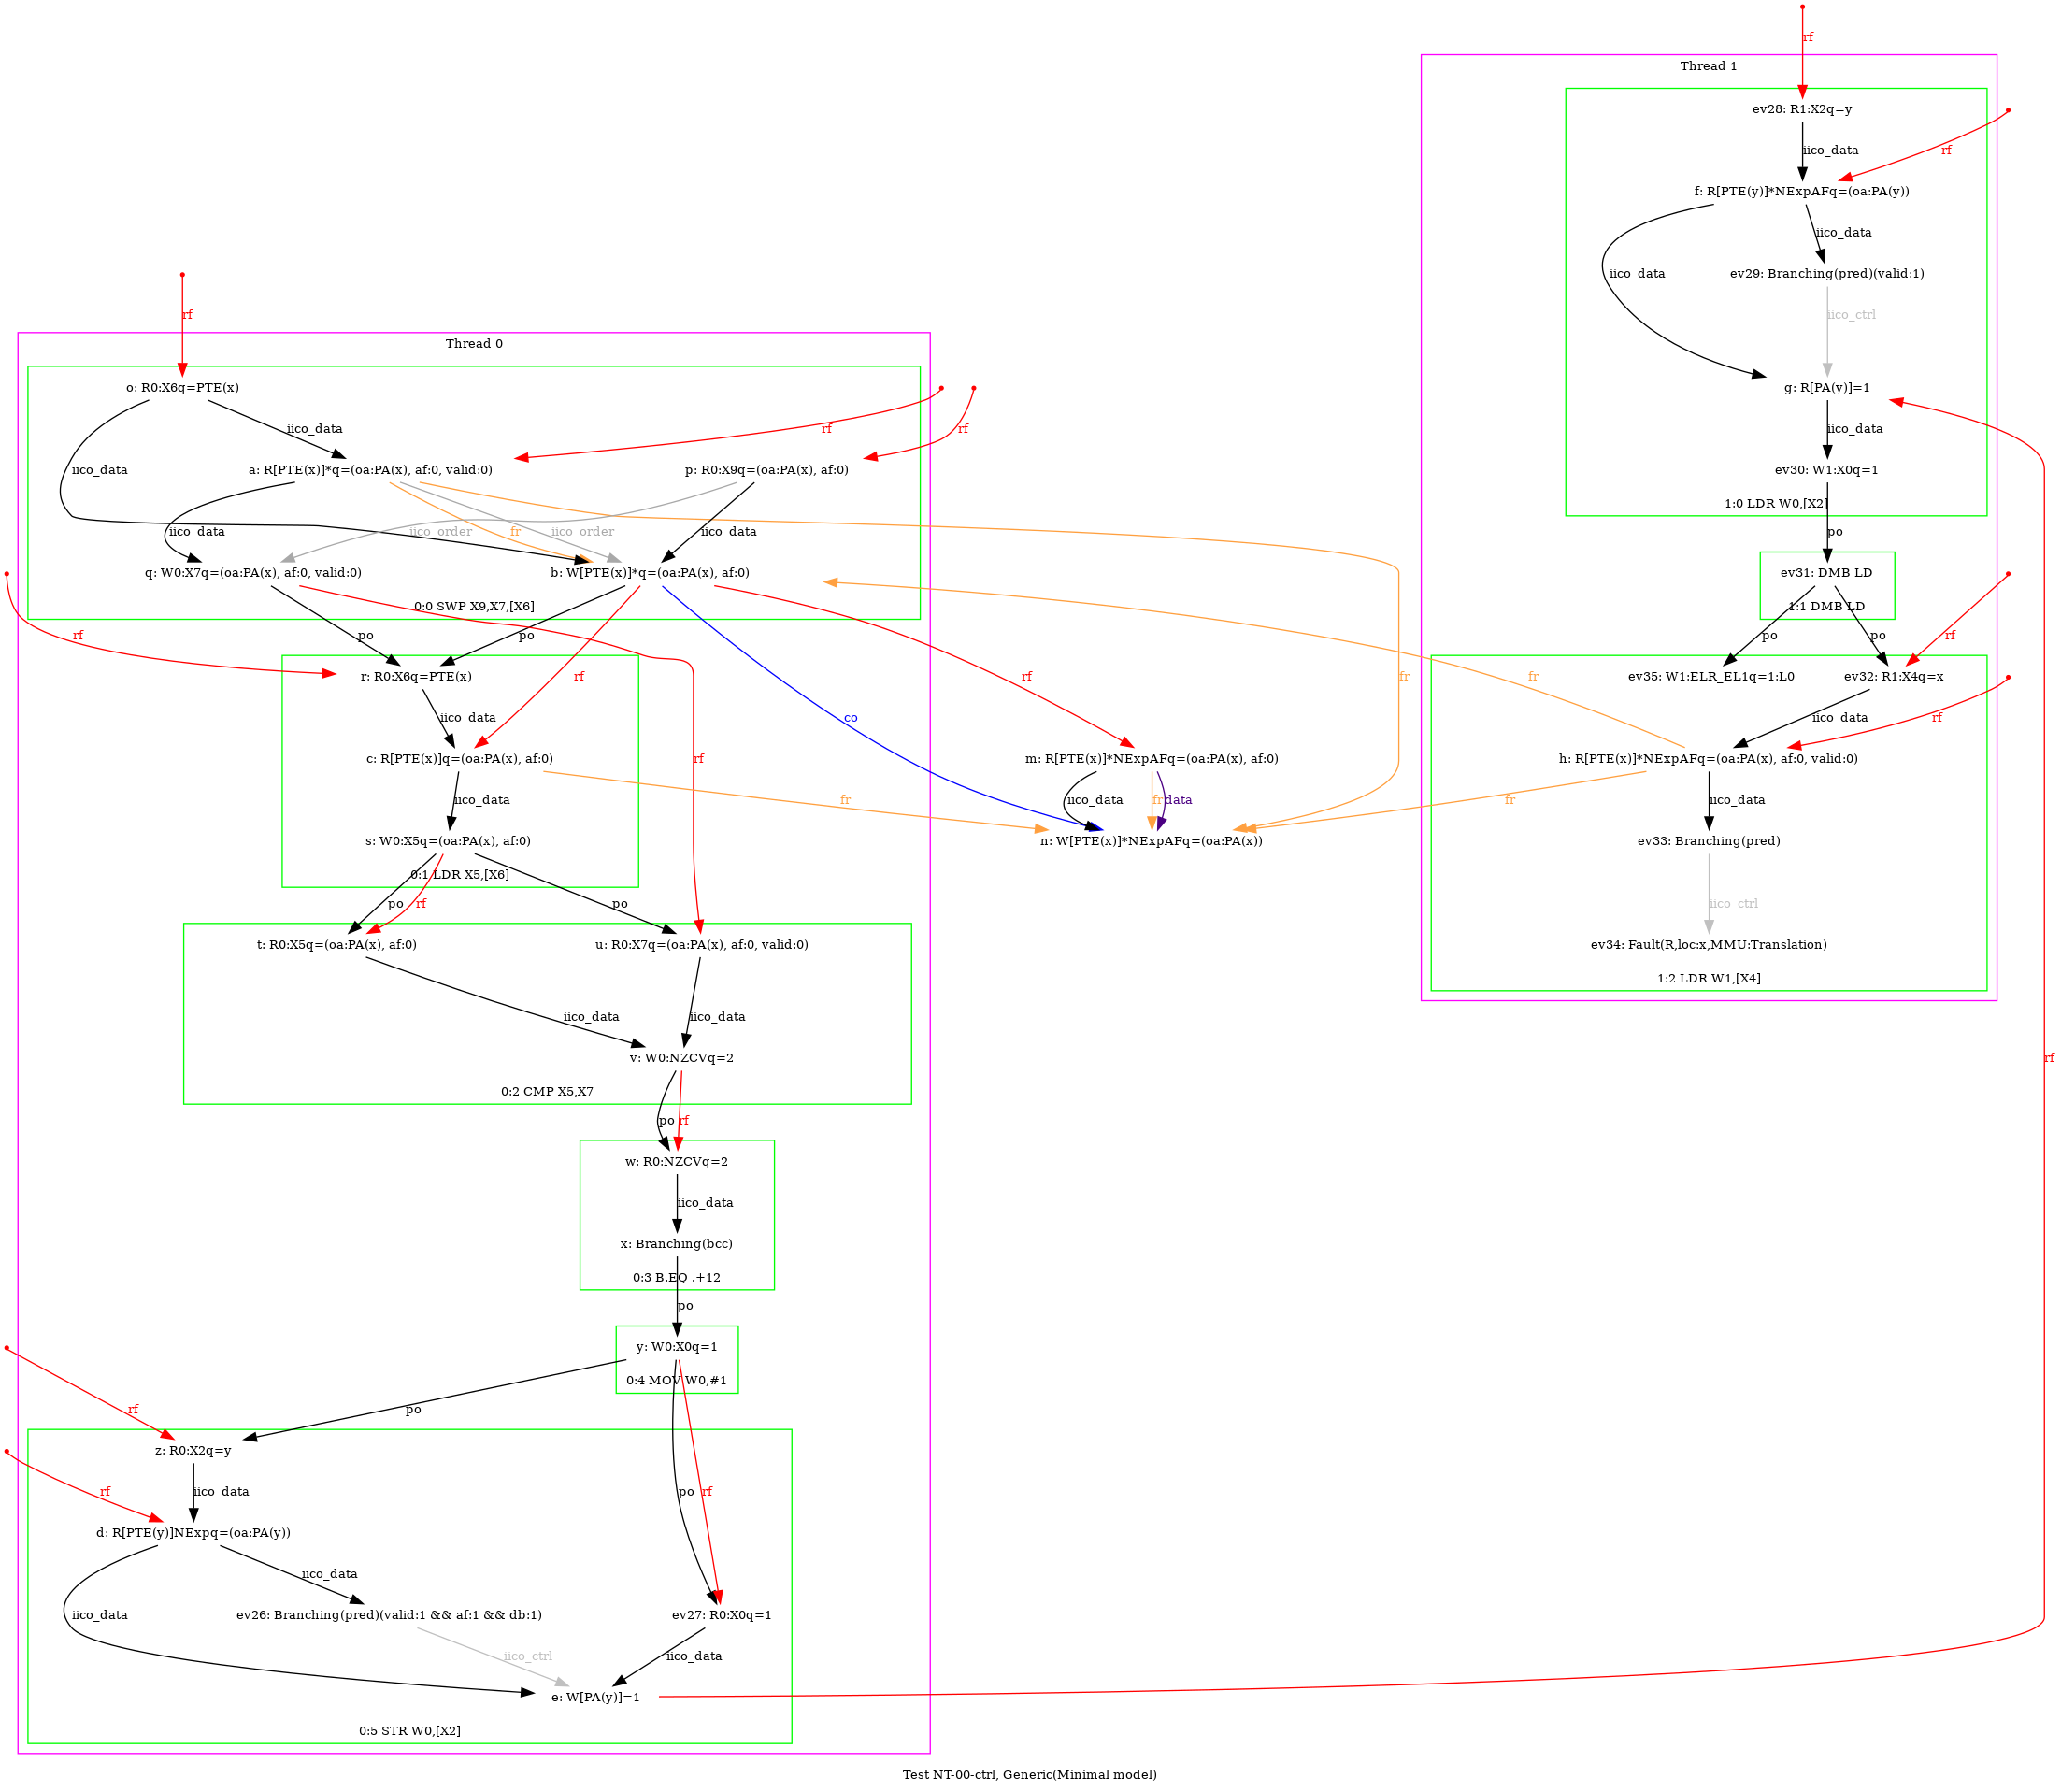 rf
Thread 1
ev28: R1:X2q=y
rf
iico_data
f: R[PTE(y)]*NExpAFq=(oa:PA(y))
iico_data
iico_data
ev29: Branching(pred)(valid:1)
iico_ctrl
g: R[PA(y)]=1
iico_data
ev30: W1:X0q=1
1:0 LDR W0,[X2]
po
ev31: DMB LD
1:1 DMB LD
po
po
rf
ev35: W1:ELR_EL1q=1:L0
ev32: R1:X4q=x
iico_data
rf
h: R[PTE(x)]*NExpAFq=(oa:PA(x), af:0, valid:0)
iico_data
ev33: Branching(pred)
iico_ctrl
ev34: Fault(R,loc:x,MMU:Translation)
1:2 LDR W1,[X4]
rf
Thread 0
o: R0:X6q=PTE(x)
iico_data
iico_data
rf
rf
a: R[PTE(x)]*q=(oa:PA(x), af:0, valid:0)
p: R0:X9q=(oa:PA(x), af:0)
iico_data
iico_order
fr
iico_order
iico_data
q: W0:X7q=(oa:PA(x), af:0, valid:0)
b: W[PTE(x)]*q=(oa:PA(x), af:0)
0:0 SWP X9,X7,[X6]
rf
po
po
rf
rf
fr
fr
r: R0:X6q=PTE(x)
iico_data
co
rf
c: R[PTE(x)]q=(oa:PA(x), af:0)
m: R[PTE(x)]*NExpAFq=(oa:PA(x), af:0)
iico_data
fr
iico_data
fr
data
fr
s: W0:X5q=(oa:PA(x), af:0)
n: W[PTE(x)]*NExpAFq=(oa:PA(x))
0:1 LDR X5,[X6]
po
rf
po
t: R0:X5q=(oa:PA(x), af:0)
u: R0:X7q=(oa:PA(x), af:0, valid:0)
iico_data
iico_data
v: W0:NZCVq=2
0:2 CMP X5,X7
po
rf
rf
w: R0:NZCVq=2
iico_data
x: Branching(bcc)
0:3 B.EQ .+12
po
y: W0:X0q=1
0:4 MOV W0,#1
rf
po
z: R0:X2q=y
rf
iico_data
po
rf
d: R[PTE(y)]NExpq=(oa:PA(y))
iico_data
iico_data
ev26: Branching(pred)(valid:1 && af:1 && db:1)
ev27: R0:X0q=1
iico_ctrl
iico_data
e: W[PA(y)]=1
0:5 STR W0,[X2]
Test NT-00-ctrl, Generic(Minimal model)